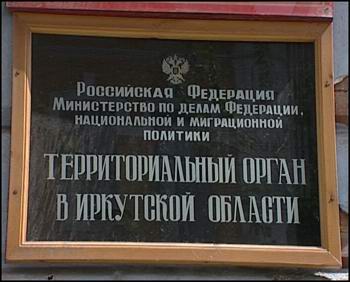 Российская Федерация
Министерство по делам Федерации,
национальной и миграционной
политики
ТЕРРИТОРИАЛЬНЫЙ ОРГАН
В ИРКУТСКОЙ ОБЛАСТИ